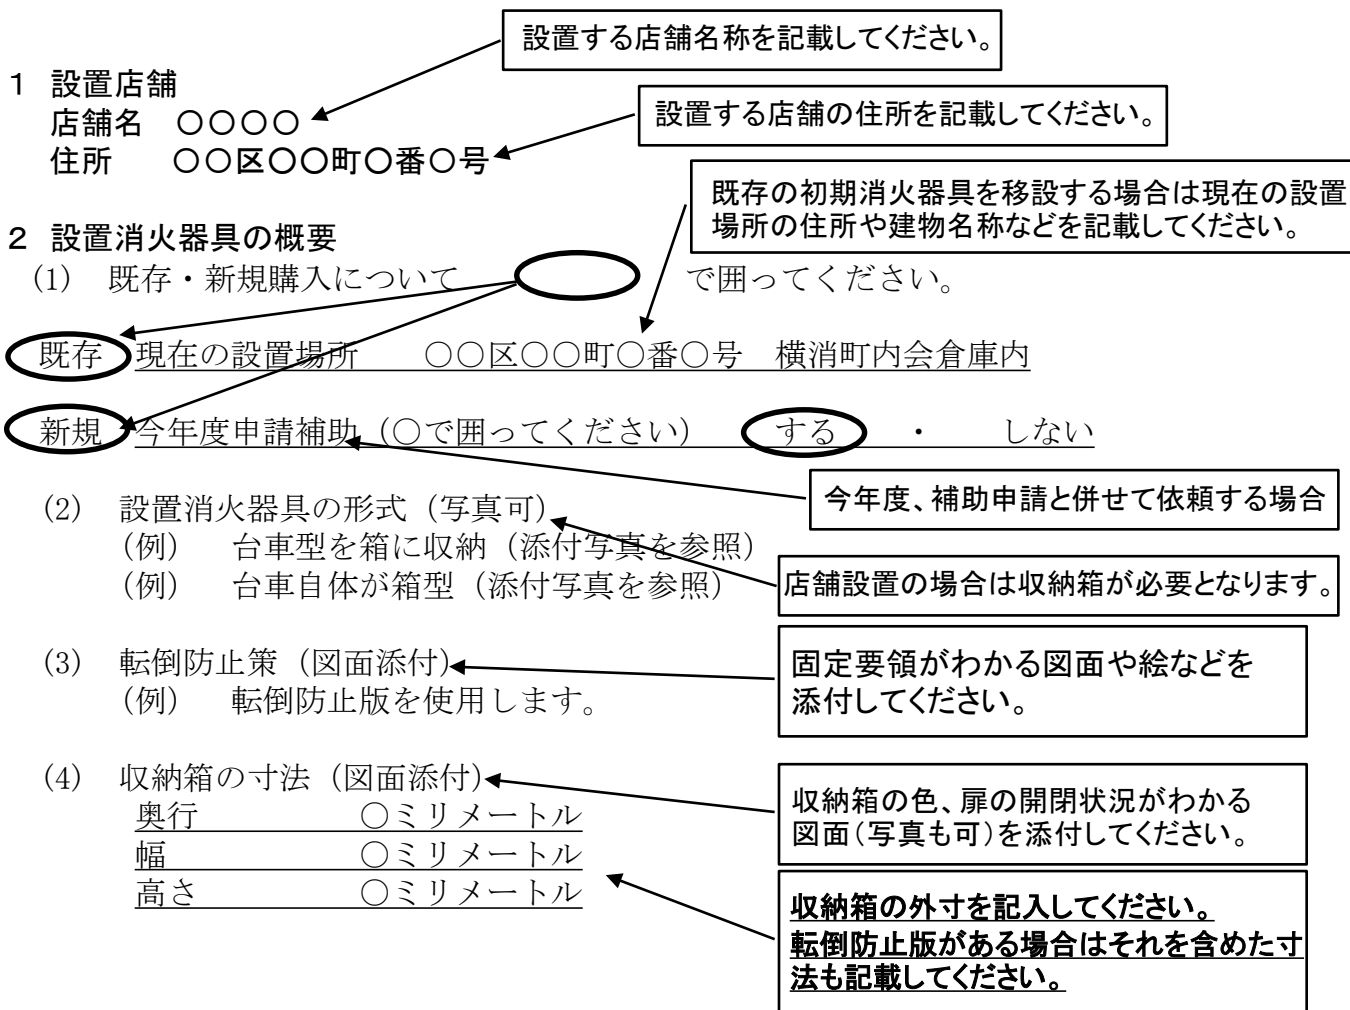 設置する店舗名称を記載してください。
1 設置店舗
店舗名 〇〇〇〇
設置する店舗の住所を記載してください。
住所 〇〇区〇〇町〇番〇号
既存の初期消火器具を移設する場合は現在の設置
場所の住所や建物名称などを記載してください。
2 設置消火器具の概要
(1) 既存・新規購入について で囲ってください。
既存 現在の設置場所 〇〇区〇〇町〇番〇号 横消町内会倉庫内
新規 今年度申請補助(〇で囲ってください) する ・ しない
今年度、補助申請と併せて依頼する場合
(2) 設置消火器具の形式(写真可)
(例) 台車型を箱に収納(添付写真を参照)
(例) 台車自体が箱型(添付写真を参照)
店舗設置の場合は収納箱が必要となります。
(3) 転倒防止策(図面添付)
(例) 転倒防止版を使用します。
固定要領がわかる図面や絵などを
添付してください。
(4) 収納箱の寸法(図面添付)
奥行 〇ミリメートル
幅 〇ミリメートル
高さ 〇ミリメートル
収納箱の色、扉の開閉状況がわかる
図面(写真も可)を添付してください。
収納箱の外寸を記入してください。
転倒防止版がある場合はそれを含めた寸
法も記載してください。